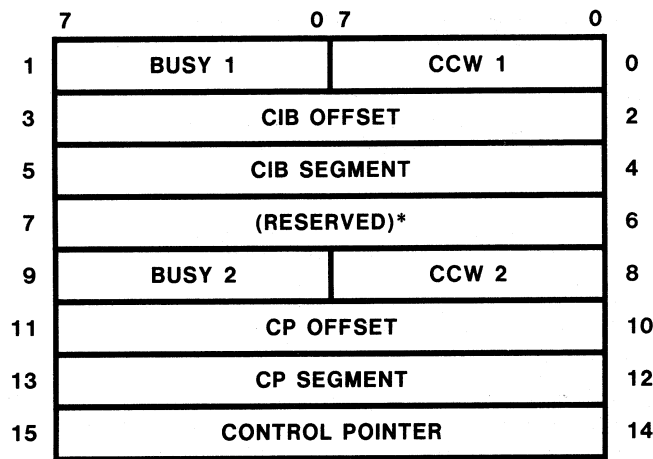 7 0 7 0
1 BUSY 1 CCW 1 0
3 CIB OFFSET 2
5 CIB SEGMENT 4
7 (RESERVED)* 6
9 BUSY 2 CCW 2 8
11 CP OFFSET 10
13 CP SEGMENT 12
15 CONTROL POINTER 14